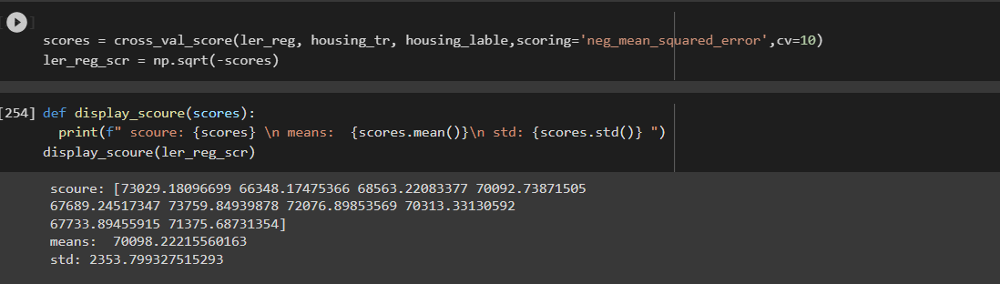 scores = cross_val_score(ler_reg, housing_tr, housing_lable,scoring='neg_mean_squared_error',cv=10)
ler_reg_scr = np.sqrt(-scores)
[254] def display_scoure(scores):
print(f" scoure: {scores} \n means:  {scores.mean()}\n std: {scores.std()} ")
display_scoure(ler_reg_scr)
scoure: [73029.18096699 66348.17475366 68563.22083377 70092.73871505
67689.24517347 73759.84939878 72076.89853569 70313.33130592
67733.89455915 71375.68731354]
means:  70098.22215560163
std: 2353.799327515293